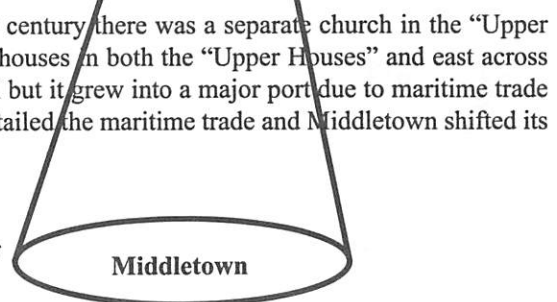 century there was a separate church in the “Upper
houses in both the “Upper Houses” and east across
but it grew into a major port due to maritime trade
tailed the maritime trade and Middletown shifted its
Middletown